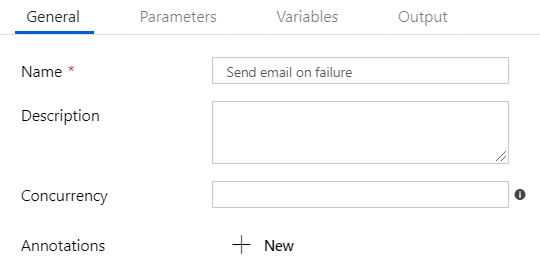 General Parameters Variables Output
Name * Send email on failure
Description
Concurrency
Annotations + New